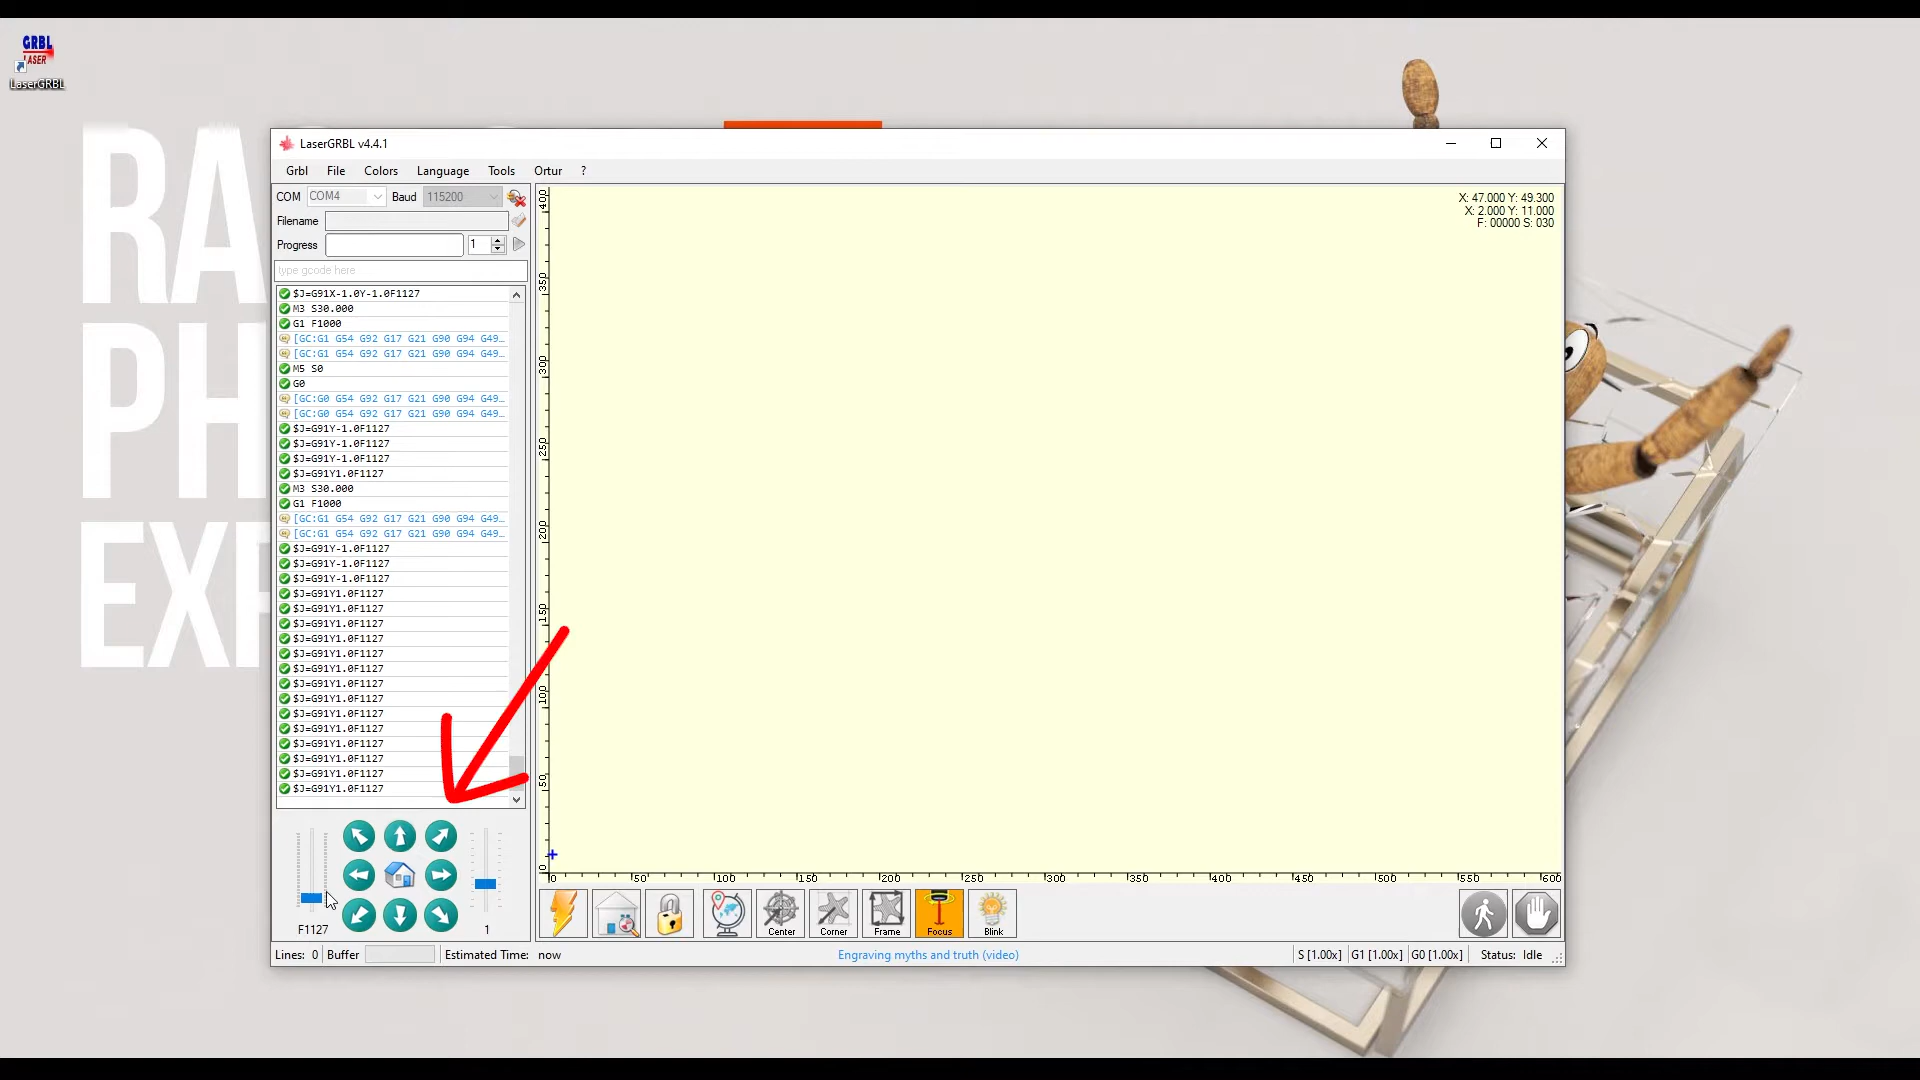 GRBL
LASER
LaserGRBL
RA
PH
EXP
LaserGRBL v4.4.1
Grbl File Colors Language Tools Ortur ?
COM COM4 Baud 115200
Filename
Progress 1
type gcode here
$J=G91X-1.0Y-1.0F1127
M3 S30.000
G1 F1000
[GC:G1 G54 G92 G17 G21 G90 G94 G49...
[GC:G1 G54 G92 G17 G21 G90 G94 G49...
M5 S0
G0
[GC:G0 G54 G92 G17 G21 G90 G94 G49...
[GC:G0 G54 G92 G17 G21 G90 G94 G49...
$J=G91Y-1.0F1127
$J=G91Y-1.0F1127
$J=G91Y-1.0F1127
$J=G91Y1.0F1127
M3 S30.000
G1 F1000
[GC:G1 G54 G92 G17 G21 G90 G94 G49...
[GC:G1 G54 G92 G17 G21 G90 G94 G49...
$J=G91Y-1.0F1127
$J=G91Y-1.0F1127
$J=G91Y-1.0F1127
$J=G91Y1.0F1127
$J=G91Y1.0F1127
$J=G91Y1.0F1127
$J=G91Y1.0F1127
$J=G91Y1.0F1127
$J=G91Y1.0F1127
$J=G91Y1.0F1127
$J=G91Y1.0F1127
$J=G91Y1.0F1127
$J=G91Y1.0F1127
$J=G91Y1.0F1127
$J=G91Y1.0F1127
$J=G91Y1.0F1127
$J=G91Y1.0F1127
F1127 1
X: 47.000 Y: 49.300
X: 2.000 Y: 11.000
F: 00000 S: 030
400
350
300
250
200
150
100
50
0
0 50 100 150 200 250 300 350 400 450 500 550 600
Center Corner Frame Focus Blink
Lines: 0 Buffer Estimated Time: now Engraving myths and truth (video) S [1.00x] G1 [1.00x] G0 [1.00x] Status: Idle